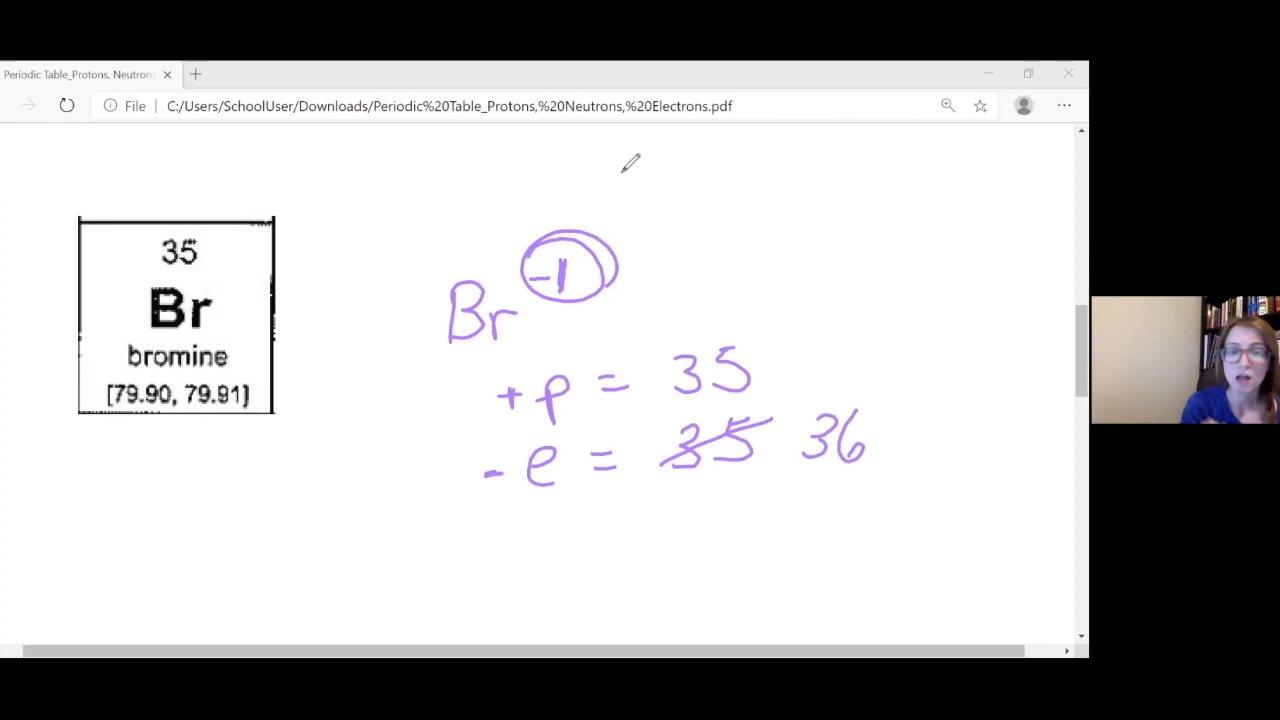 Periodic Table_Protons, Neutrons
File C:/Users/SchoolUser/Downloads/Periodic%20Table_Protons,%20Neutrons,%20Electrons.pdf
35
Br
bromine
[79.90, 79.91]
Br -1
+ p = 35
- e = 35 36